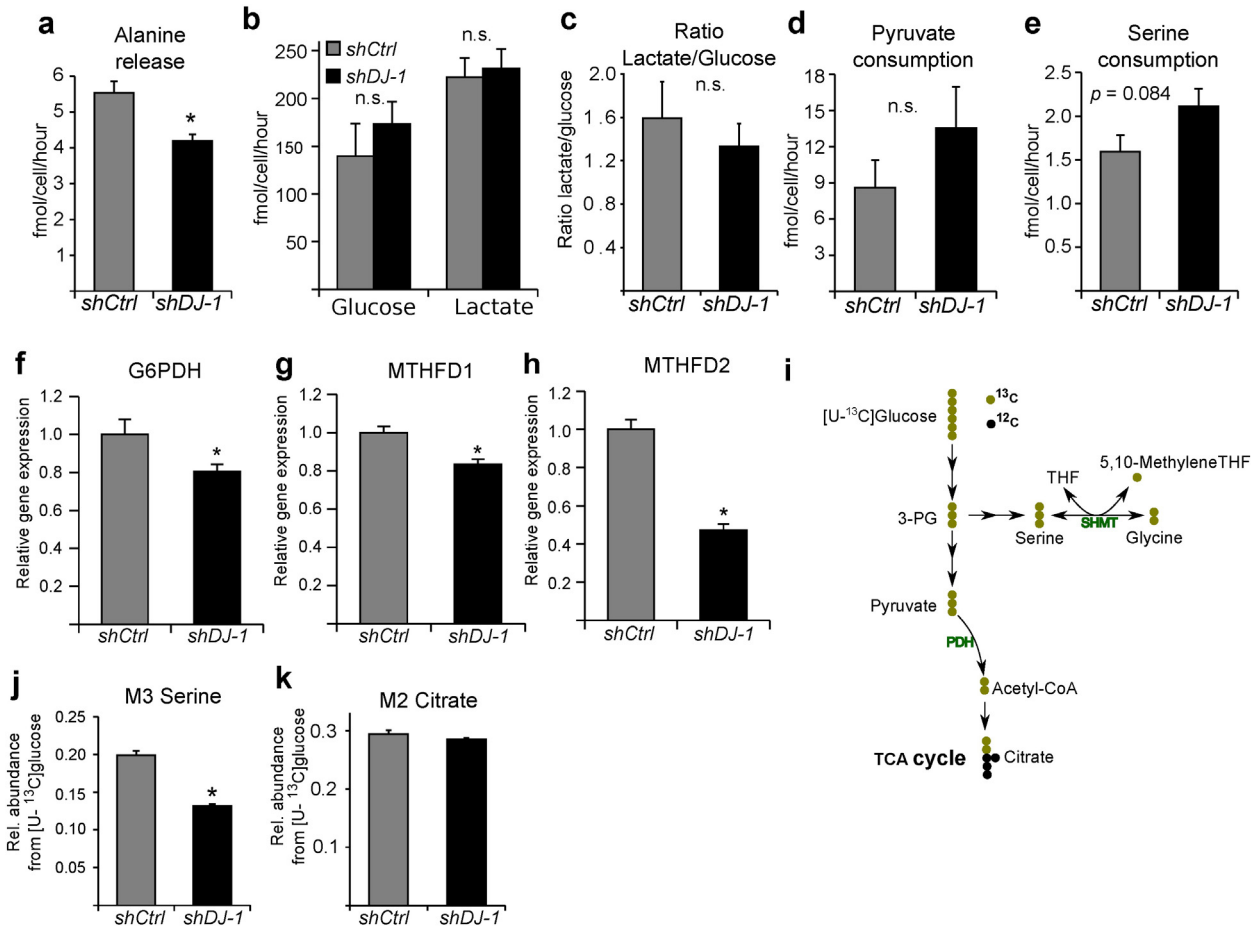 a
Alanine
release
fmol/cell/hour
6
5
4
3
2
1
*
shCtrl shDJ-1
b
fmol/cell/hour
250
200
150
100
50
shCtrl
shDJ-1
n.s.
n.s.
Glucose Lactate
c
Ratio
Lactate/Glucose
Ratio lactate/glucose
2.0
1.6
1.2
0.8
0.4
n.s.
shCtrl shDJ-1
d
Pyruvate
consumption
fmol/cell/hour
18
15
12
9
6
3
n.s.
shCtrl shDJ-1
e
Serine
consumption
fmol/cell/hour
2.5
2.0
1.5
1.0
0.5
p = 0.084
shCtrl shDJ-1
f
G6PDH
Relative gene expression
1.2
1.0
0.8
0.6
0.4
0.2
*
shCtrl shDJ-1
g
MTHFD1
Relative gene expression
1.2
1.0
0.8
0.6
0.4
0.2
*
shCtrl shDJ-1
h
MTHFD2
Relative gene expression
1.2
1.0
0.8
0.6
0.4
0.2
*
shCtrl shDJ-1
i
[U-13C]Glucose
13C
12C
5,10-MethyleneTHF
THF
3-PG
SHMT
Serine
Glycine
Pyruvate
PDH
Acetyl-CoA
TCA cycle
Citrate
j
M3 Serine
Rel. abundance
from [U- 13C]glucose
0.25
0.20
0.15
0.10
0.05
*
shCtrl shDJ-1
k
M2 Citrate
Rel. abundance
from [U- 13C]glucose
0.3
0.2
0.1
shCtrl shDJ-1